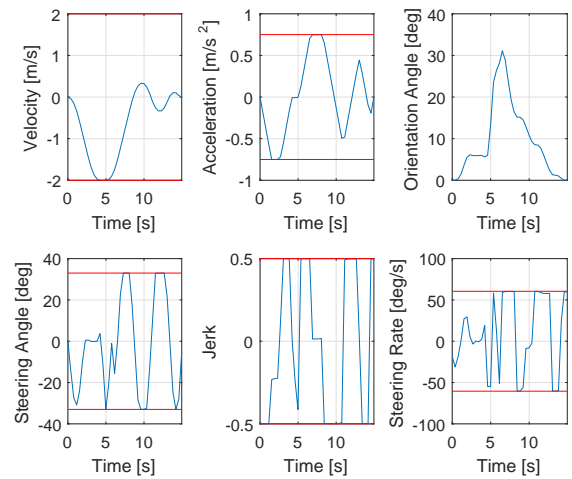 Velocity [m/s]
2
1
0
-1
-2
0 5 10
Time [s]
Acceleration [m/s 2]
1
0.5
0
-0.5
-1
0 5 10
Time [s]
Orientation Angle [deg]
40
30
20
10
0
0 5 10
Time [s]
Steering Angle [deg]
40
20
0
-20
-40
0 5 10
Time [s]
Jerk
0.5
0
-0.5
0 5 10
Time [s]
Steering Rate [deg/s]
100
50
0
-50
-100
0 5 10
Time [s]